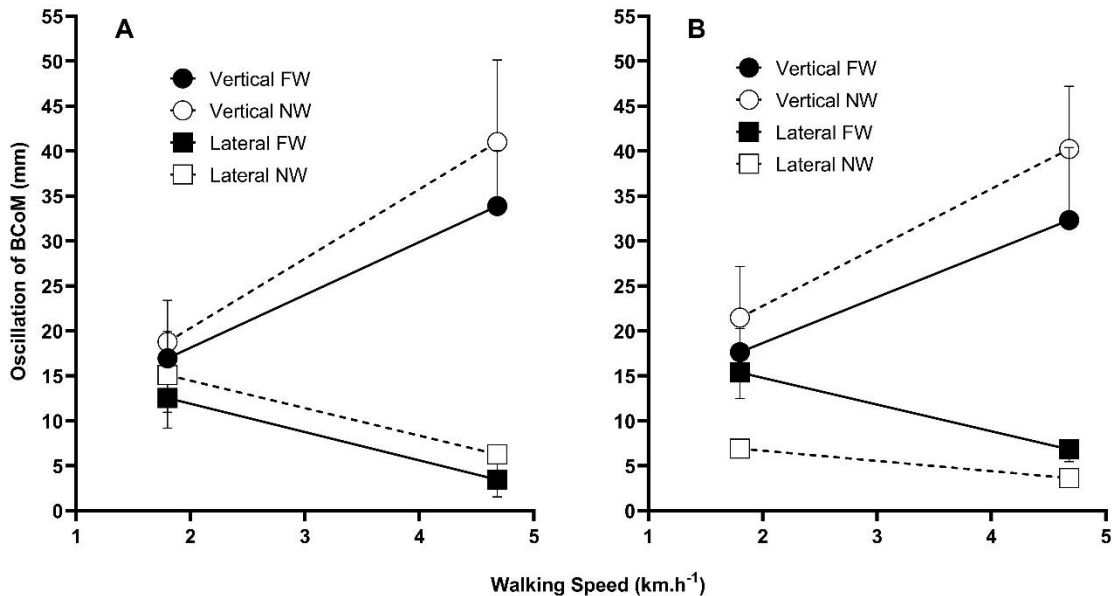 A
Vertical FW
Vertical NW
Lateral FW
Lateral NW
55
50
45
40
35
30
25
20
15
10
5
0
1
2
3
4
5
Oscillation of BCoM (mm)
B
Vertical FW
Vertical NW
Lateral FW
Lateral NW
55
50
45
40
35
30
25
20
15
10
5
0
1
2
3
4
5
Walking Speed (km.h⁻¹)